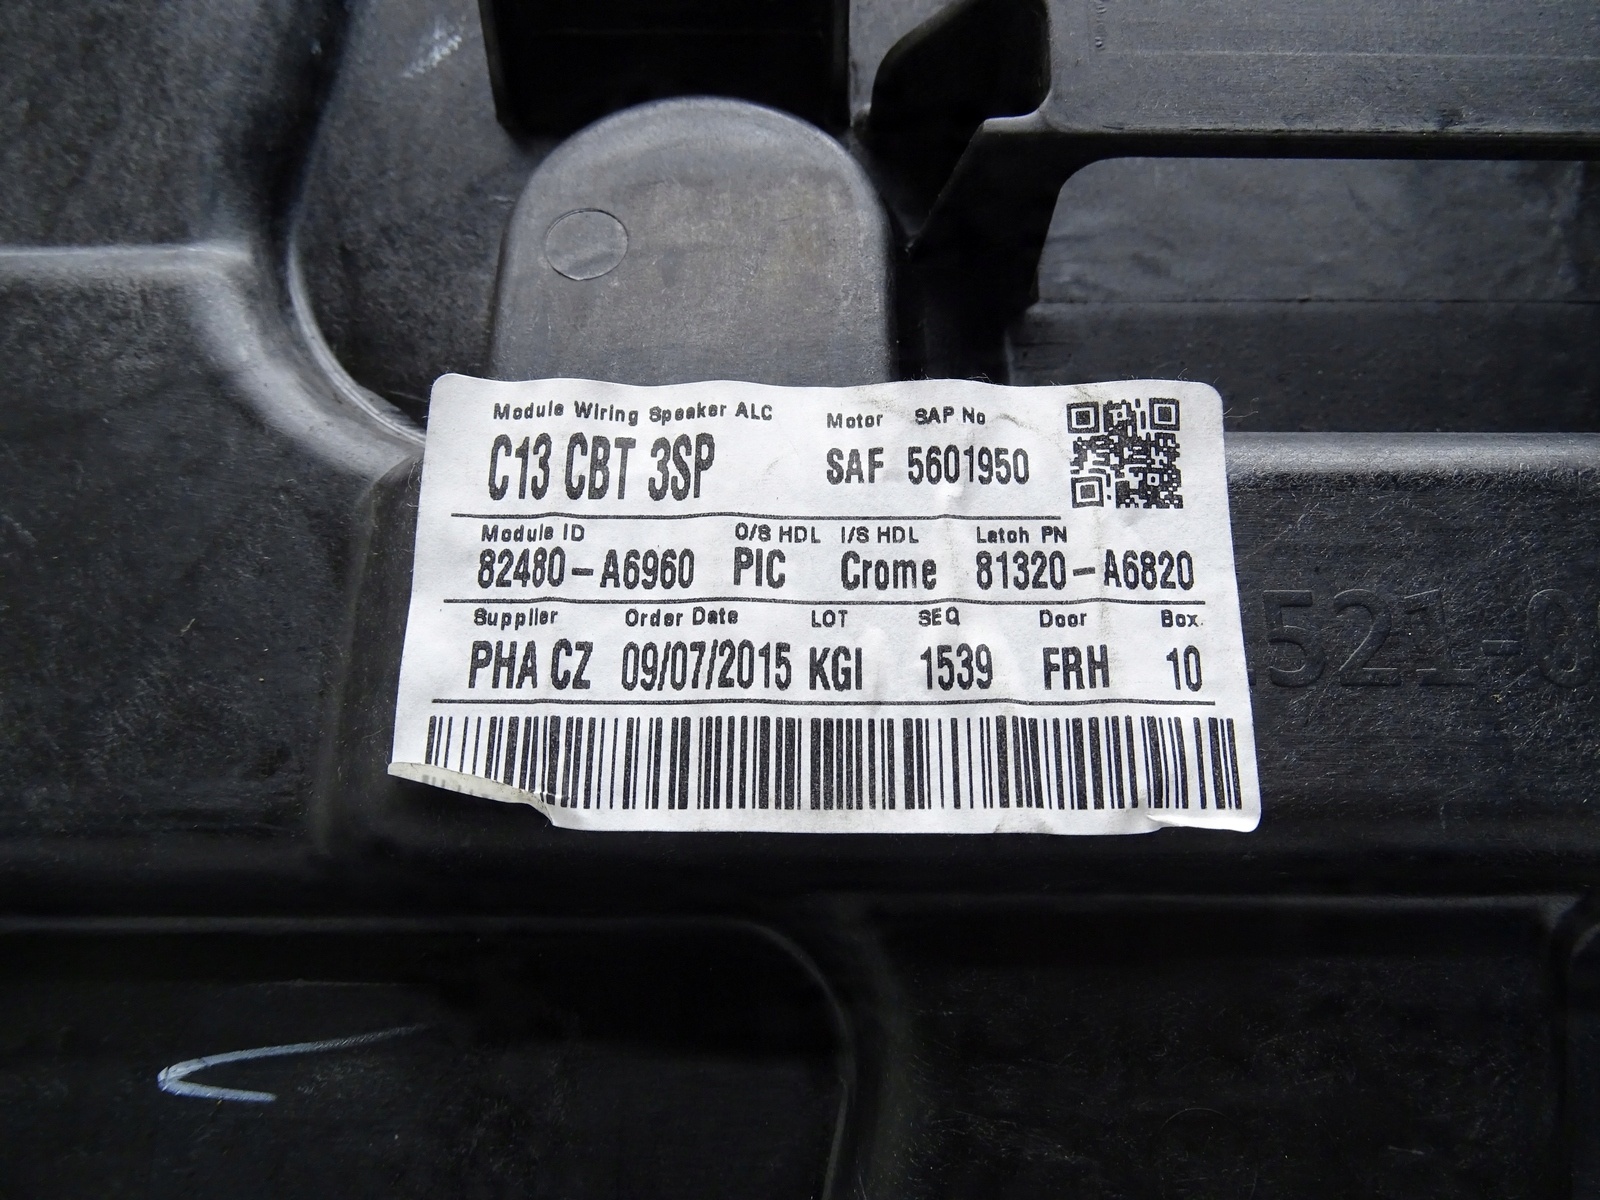 Module Wiring Speaker ALC Motor SAP No
C13 CBT 3SP SAF 5601950
Module ID O/S HDL I/S HDL Latch PN
82480-A6960 PIC Crome 81320-A6820
Supplier Order Date LOT SEQ Door Box
PHA CZ 09/07/2015 KGI 1539 FRH 10